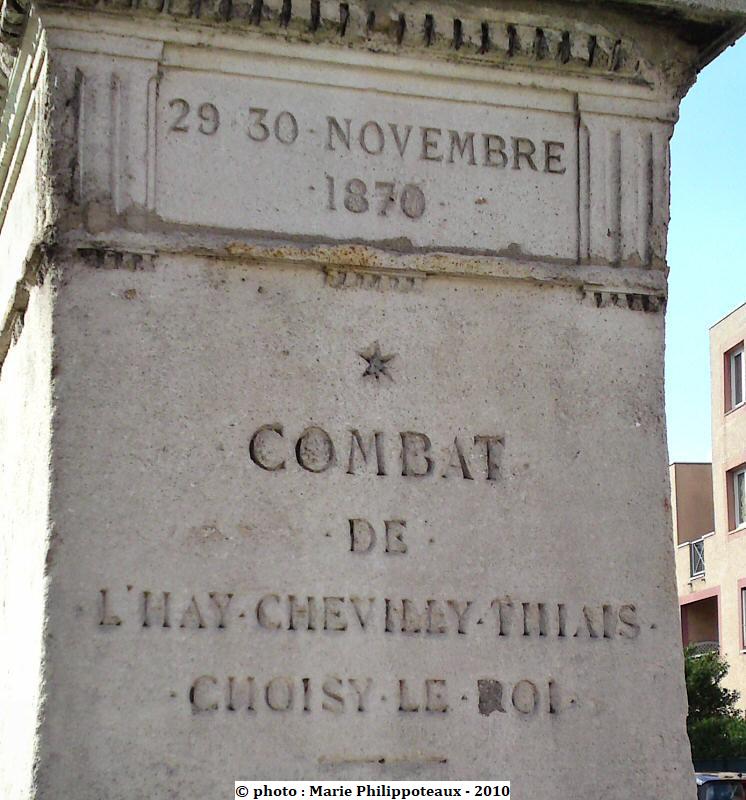 29 30 · NOVEMBRE
· 1870 ·
COMBAT
· DE ·
· L'HAY · CHEVILLY · THIAIS ·
· CHOISY · LE · ROI ·
© photo : Marie Philippoteaux - 2010